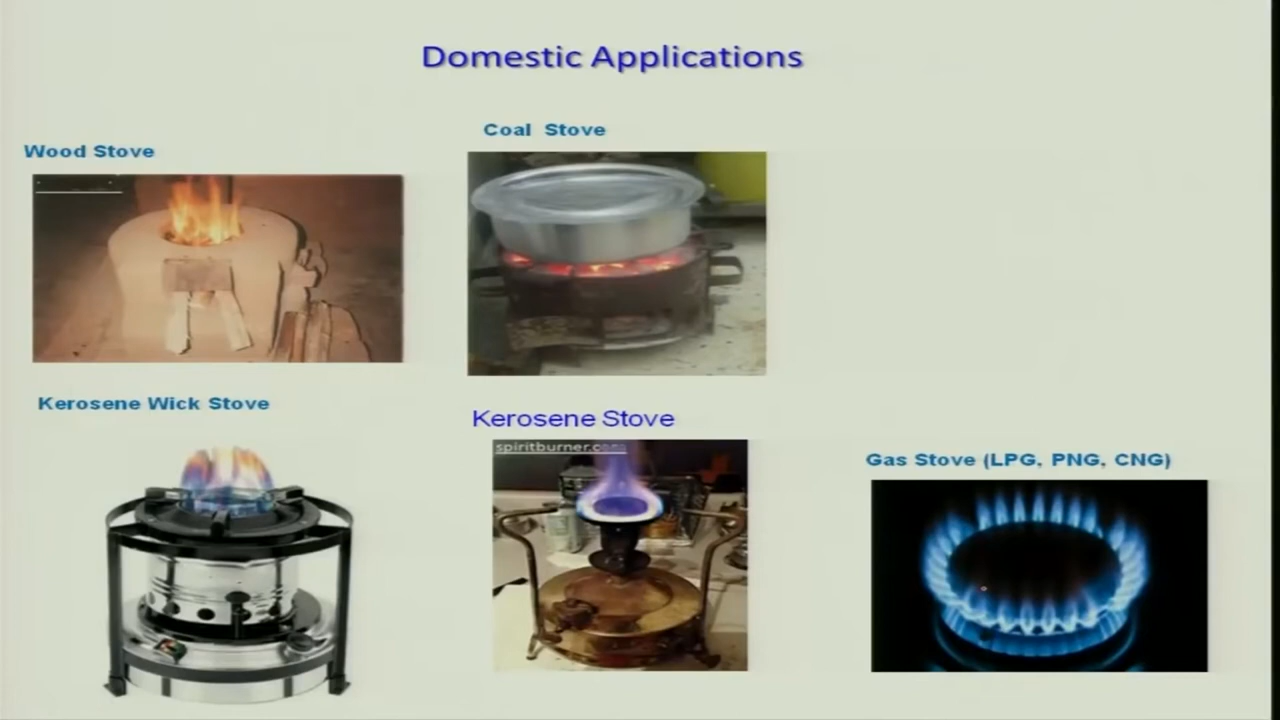 Domestic Applications
Coal Stove
Wood Stove
Kerosene Wick Stove
Kerosene Stove
spiritburner.com
Gas Stove (LPG, PNG, CNG)